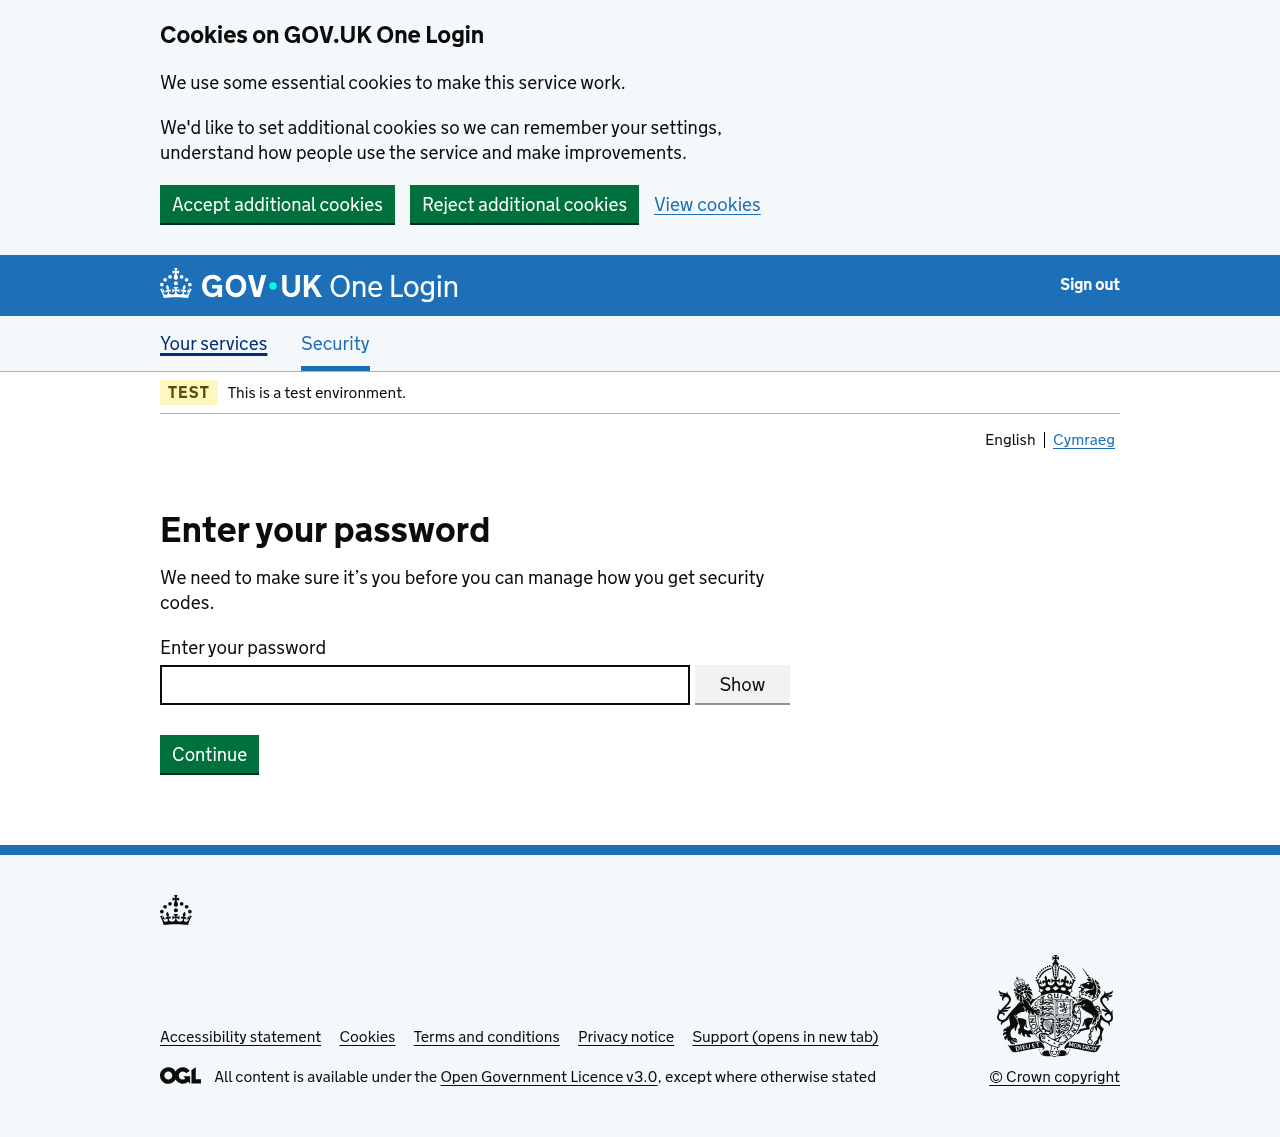 Cookies on GOV.UK One Login
We use some essential cookies to make this service work.
We'd like to set additional cookies so we can remember your settings,
understand how people use the service and make improvements.
Accept additional cookies Reject additional cookies View cookies
GOV·UK One Login Sign out
Your services Security
TEST This is a test environment.
English Cymraeg
Enter your password
We need to make sure it’s you before you can manage how you get security
codes.
Enter your password
Show
Continue
Accessibility statement Cookies Terms and conditions Privacy notice Support (opens in new tab)
OGL All content is available under the Open Government Licence v3.0, except where otherwise stated
© Crown copyright